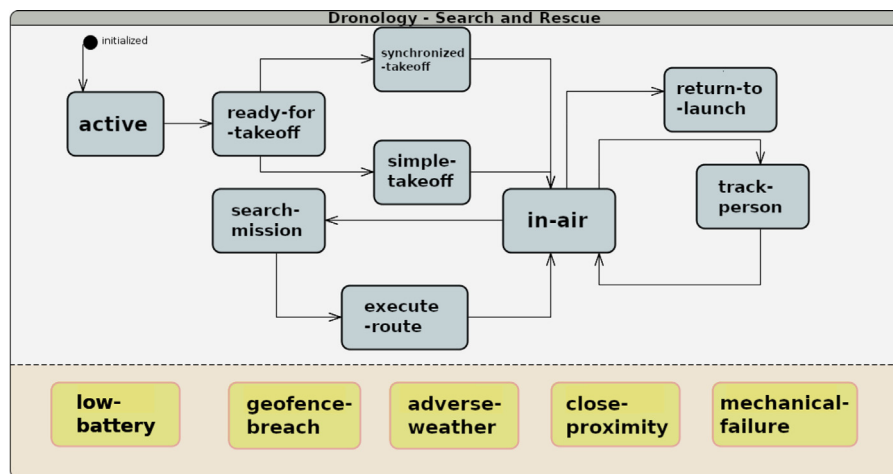 Dronology - Search and Rescue
initialized
active
ready-for
-takeoff
synchronized
-takeoff
simple-
takeoff
return-to
-launch
track-
person
in-air
search-
mission
execute
-route
low-
battery
geofence-
breach
adverse-
weather
close-
proximity
mechanical-
failure